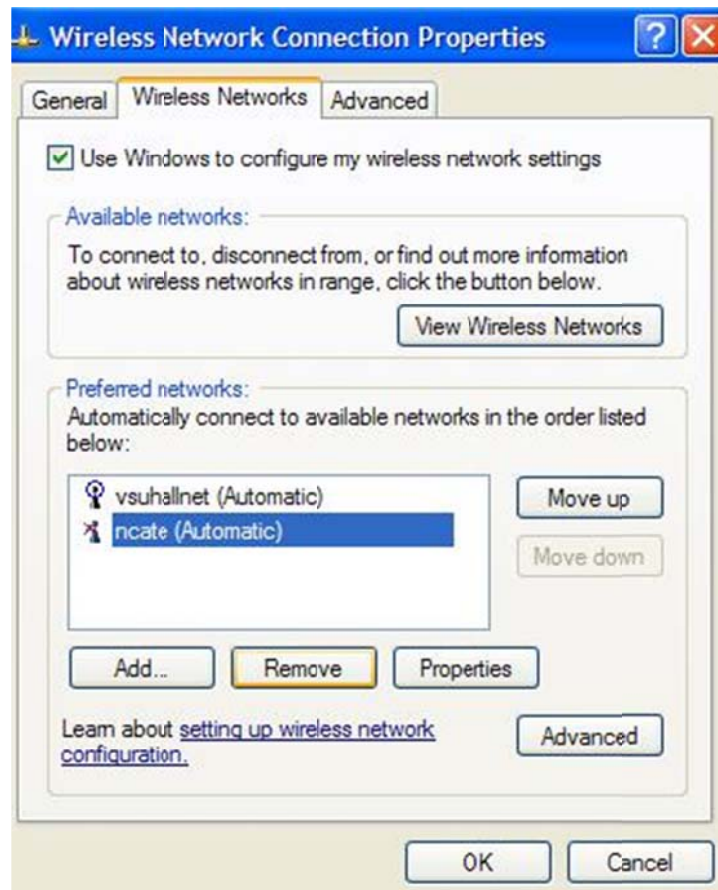 Wireless Network Connection Properties
General Wireless Networks Advanced
Use Windows to configure my wireless network settings
Available networks:
To connect to, disconnect from, or find out more information
about wireless networks in range, click the button below.
View Wireless Networks
Preferred networks:
Automatically connect to available networks in the order listed
below:
vsuhallnet (Automatic)
ncate (Automatic)
Move up
Move down
Add... Remove Properties
Learn about setting up wireless network
configuration.
Advanced
OK Cancel